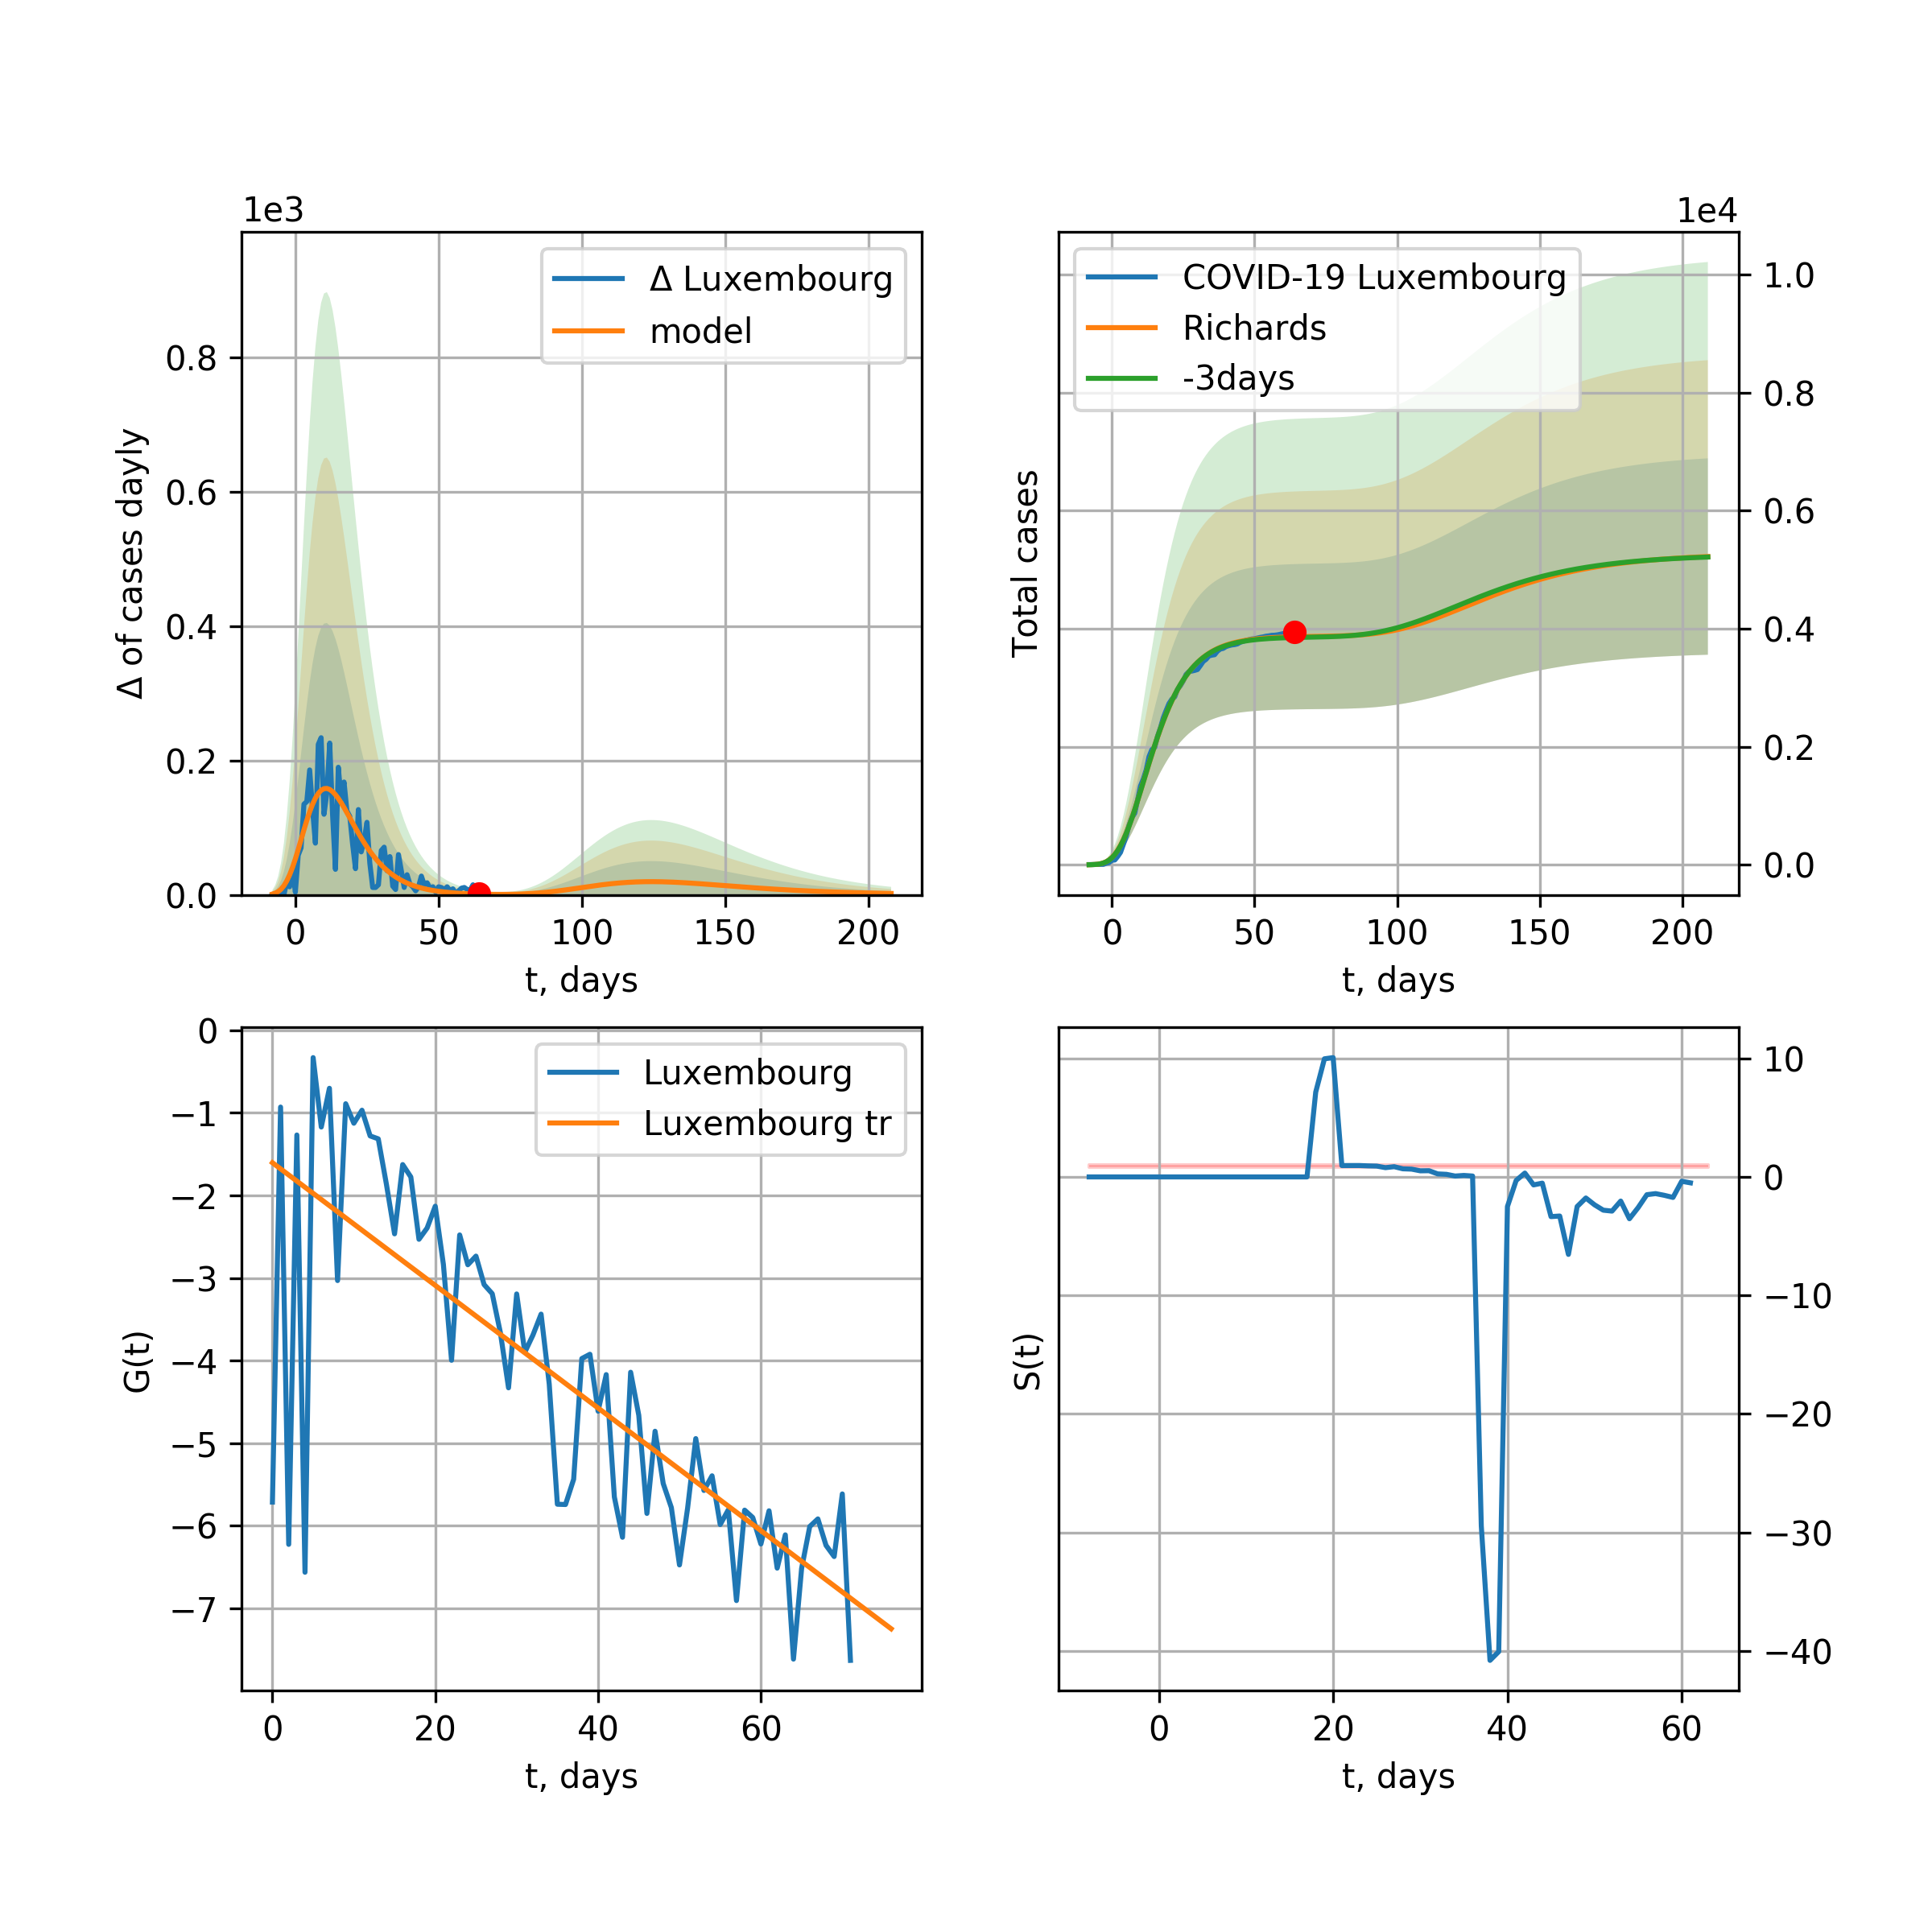 1e3
Δ Luxembourg
model
Δ of cases dayly
0.8
0.6
0.4
0.2
0.0
0 50 100 150 200
t, days
1e4
COVID-19 Luxembourg
Richards
-3days
Total cases
1.0
0.8
0.6
0.4
0.2
0.0
0 50 100 150 200
t, days
Luxembourg
Luxembourg tr
G(t)
0
−1
−2
−3
−4
−5
−6
−7
0 20 40 60
t, days
S(t)
10
0
−10
−20
−30
−40
0 20 40 60
t, days